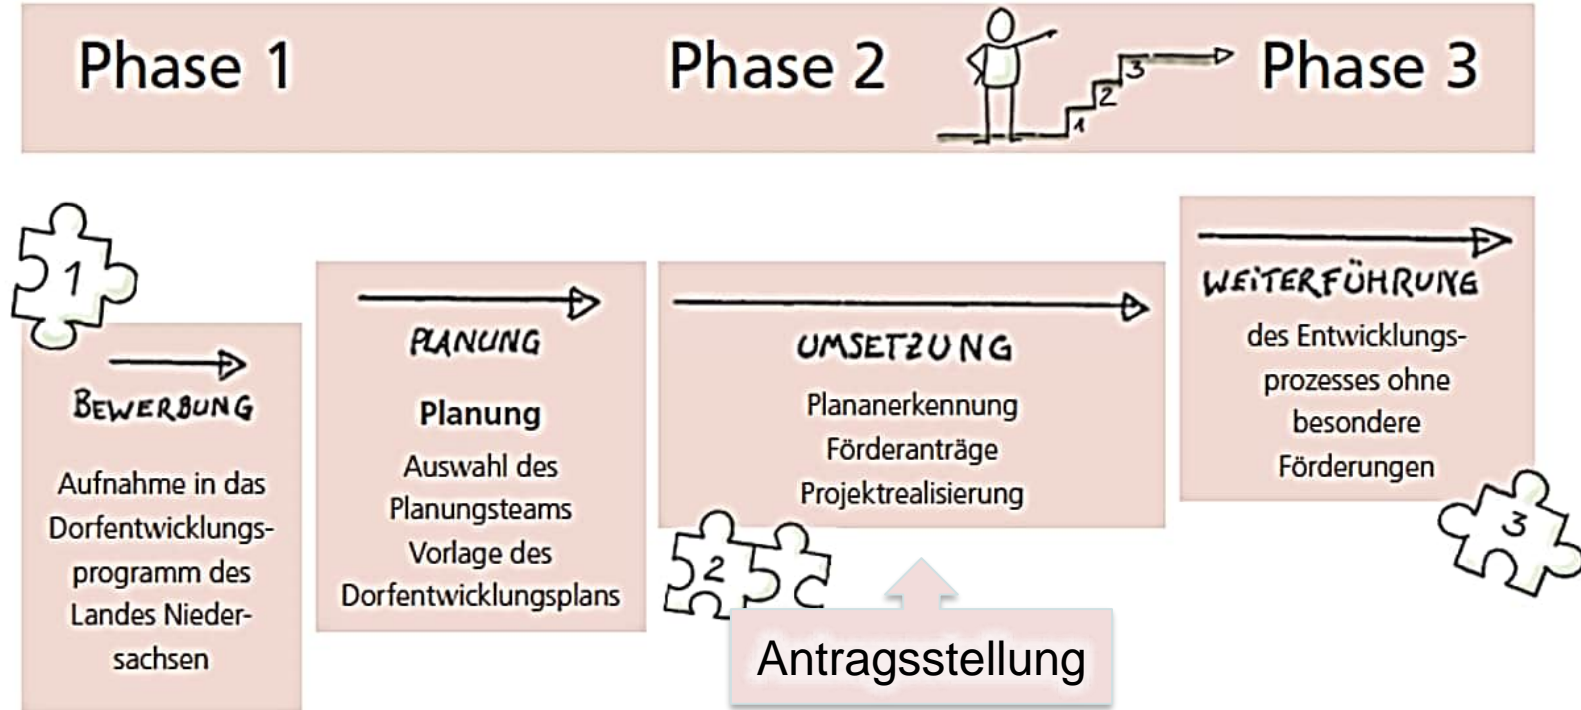 Phase 1
Phase 2
1
2
3
Phase 3
1
BEWERBUNG
Aufnahme in das
Dorfentwicklungs-
programm des
Landes Nieder-
sachsen
PLANUNG
Planung
Auswahl des
Planungsteams
Vorlage des
Dorfentwicklungsplans
UMSETZUNG
Plananerkennung
Förderanträge
Projektrealisierung
2
Antragsstellung
WEITERFÜHRUNG
des Entwicklungs-
prozesses ohne
besondere
Förderungen
3